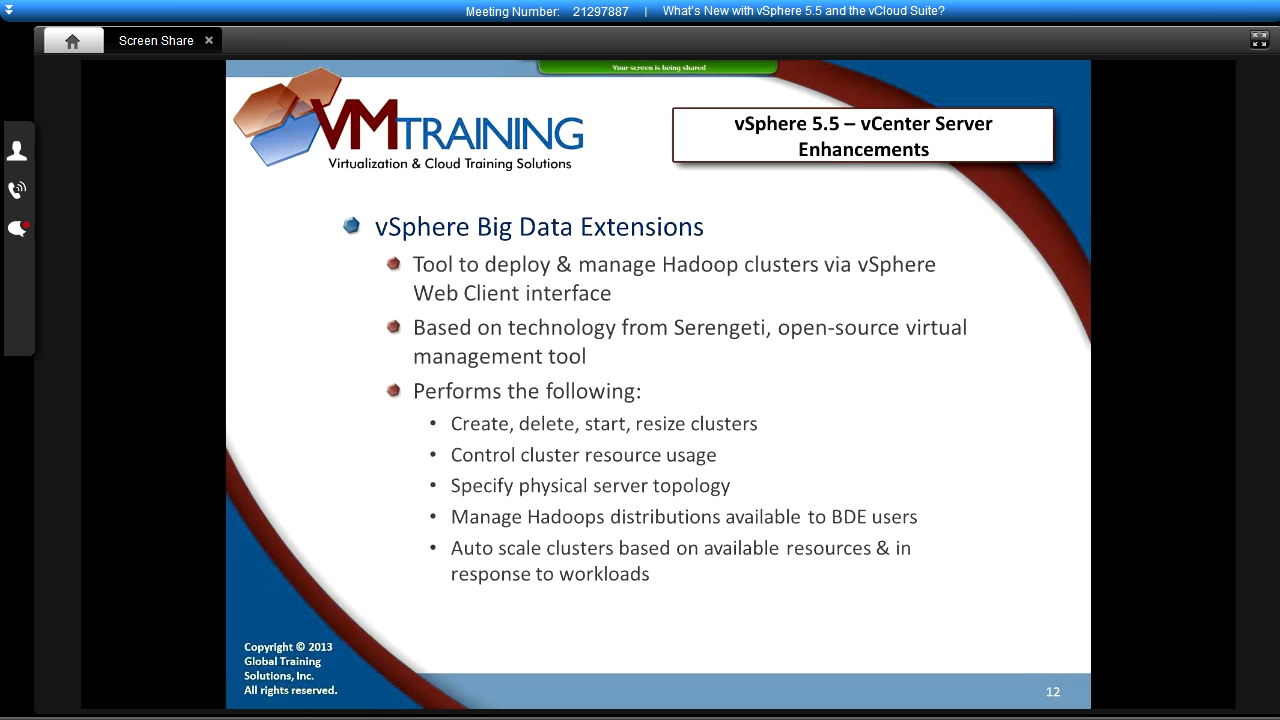 Meeting Number: 21297887 | What's New with vSphere 5.5 and the vCloud Suite?
Screen Share ×
Your screen is being shared
VMTRAINING
Virtualization & Cloud Training Solutions
vSphere 5.5 – vCenter Server
Enhancements
vSphere Big Data Extensions
Tool to deploy & manage Hadoop clusters via vSphere
Web Client interface
Based on technology from Serengeti, open-source virtual
management tool
Performs the following:
• Create, delete, start, resize clusters
• Control cluster resource usage
• Specify physical server topology
• Manage Hadoops distributions available to BDE users
• Auto scale clusters based on available resources & in
response to workloads
Copyright © 2013
Global Training
Solutions, Inc.
All rights reserved.
12